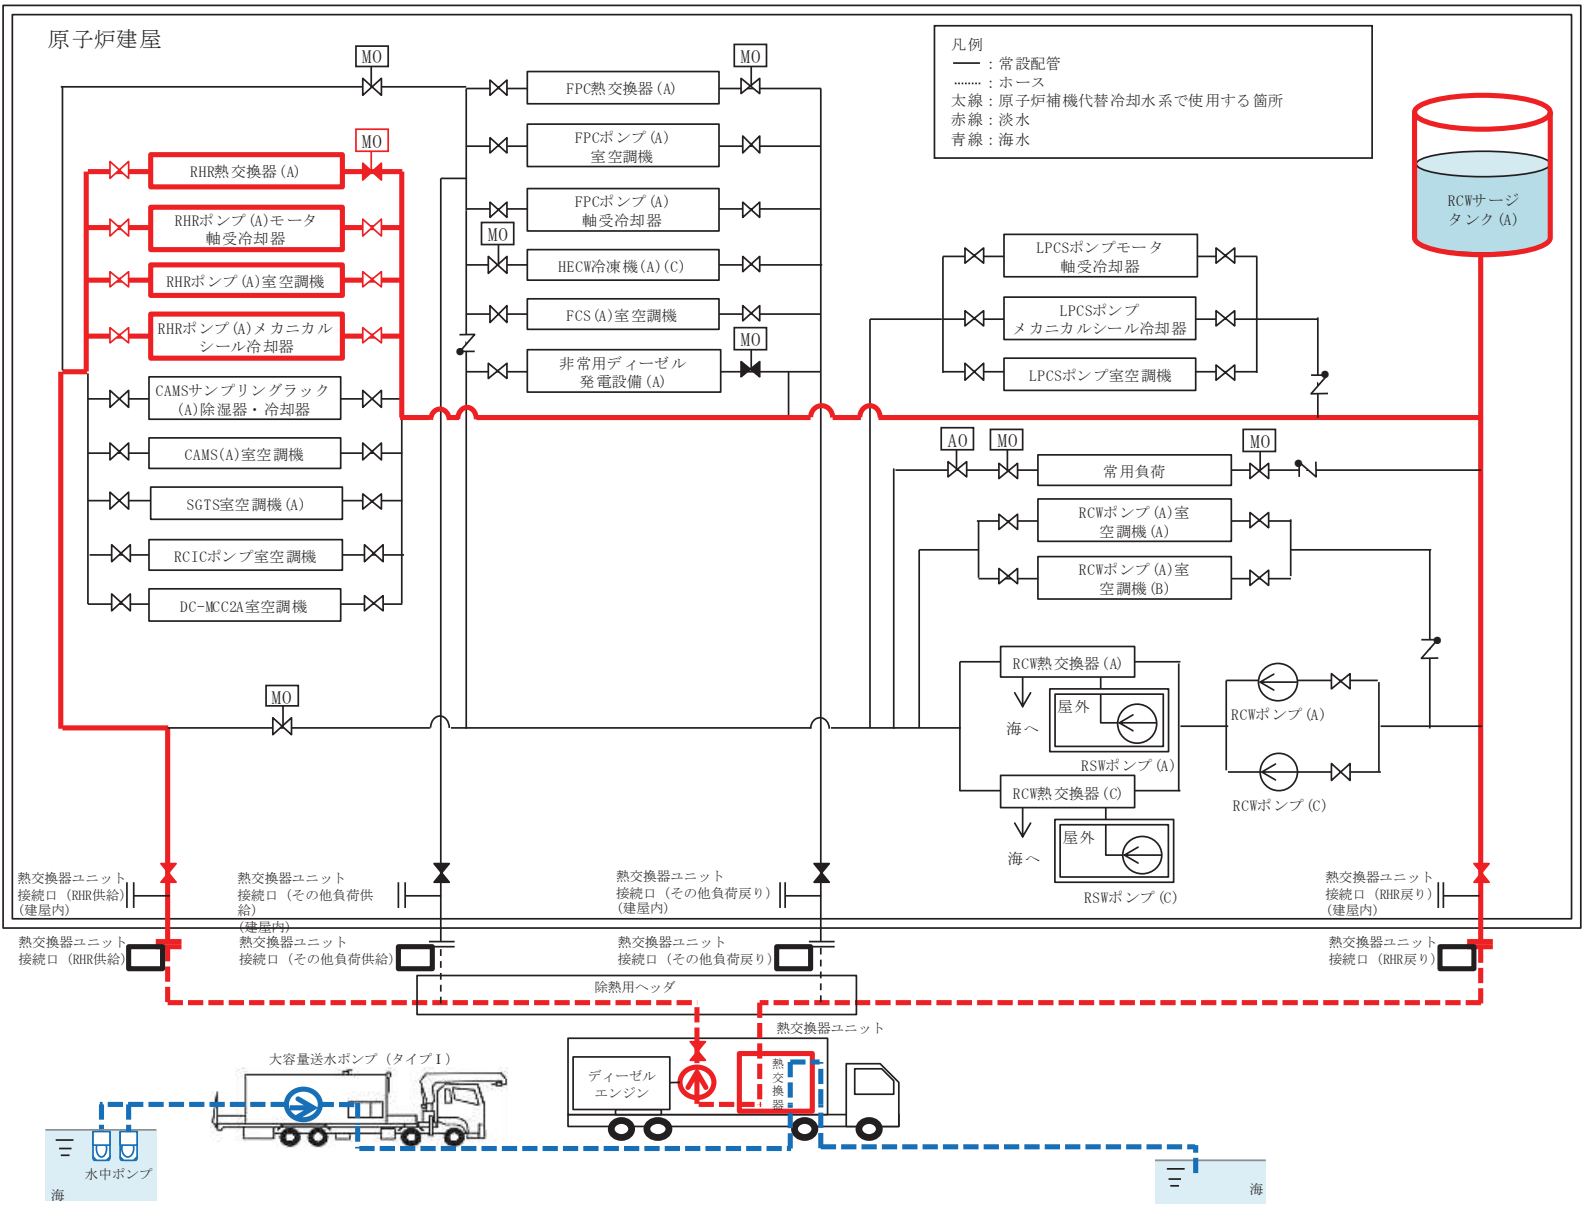 原子炉建屋
凡例
――：常設配管
………：ホース
太線：原子炉補機代替冷却水系で使用する箇所
赤線：淡水
青線：海水
MO
MO
MO
RHR熱交換器(A)
RHRポンプ(A)モータ
軸受冷却器
RHRポンプ(A)室空調機
RHRポンプ(A)メカニカル
シール冷却器
CAMSサンプリングラック
(A)除湿器・冷却器
CAMS(A)室空調機
SGTS室空調機(A)
RCICポンプ室空調機
DC-MCC2A室空調機
MO
FPC熱交換器(A)
FPCポンプ(A)
室空調機
FPCポンプ(A)
軸受冷却器
MO
HECW冷凍機(A)(C)
FCS(A)室空調機
MO
非常用ディーゼル
発電設備(A)
RCWサージ
タンク(A)
LPCSポンプモータ
軸受冷却器
LPCSポンプ
メカニカルシール冷却器
LPCSポンプ室空調機
AO
MO
MO
常用負荷
RCWポンプ(A)室
空調機(A)
RCWポンプ(A)室
空調機(B)
RCW熱交換器(A)
海へ
屋外
RSWポンプ(A)
RCW熱交換器(C)
海へ
屋外
RSWポンプ(C)
RCWポンプ(A)
RCWポンプ(C)
熱交換器ユニット
接続口（RHR供給）
(建屋内)
熱交換器ユニット
接続口（その他負荷供
給）
(建屋内)
熱交換器ユニット
接続口（その他負荷戻り）
(建屋内)
熱交換器ユニット
接続口（RHR戻り）
(建屋内)
熱交換器ユニット
接続口（RHR供給）
熱交換器ユニット
接続口（その他負荷供給）
熱交換器ユニット
接続口（その他負荷戻り）
熱交換器ユニット
接続口（RHR戻り）
除熱用ヘッダ
熱交換器ユニット
大容量送水ポンプ（タイプⅠ）
ディーゼル
エンジン
熱交換器
水中ポンプ
海
海